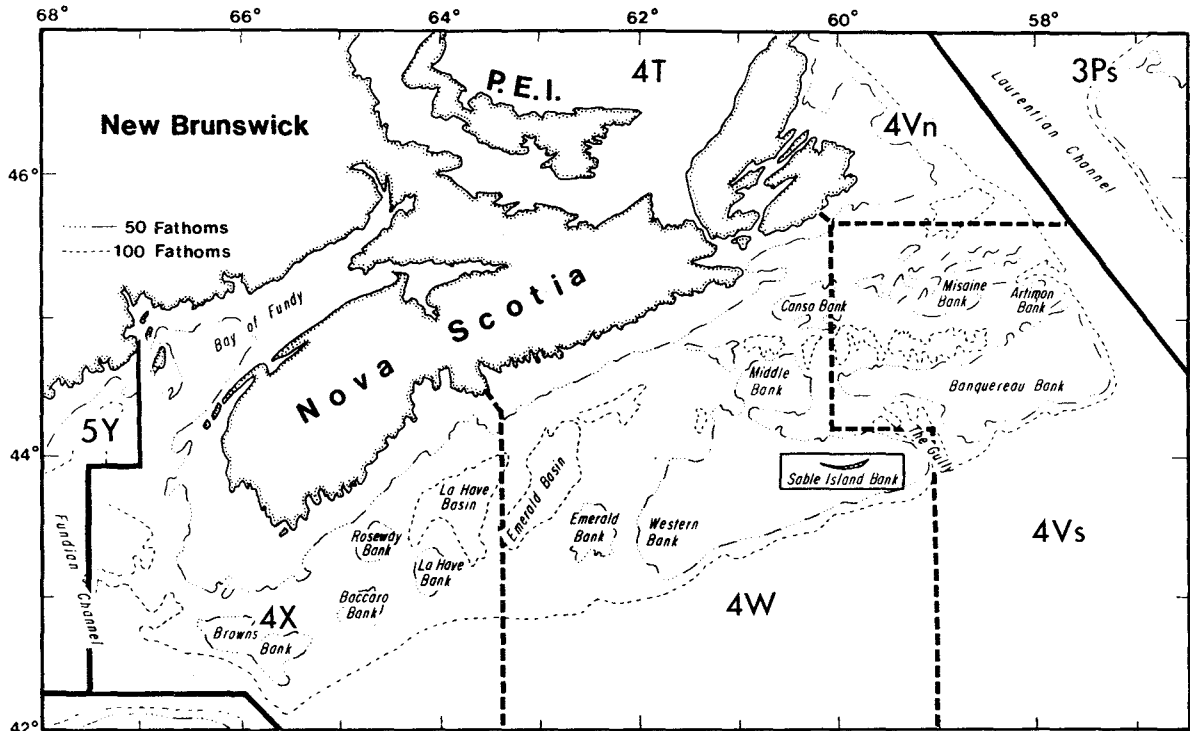 68° 66° 64° 62° 60° 58°
4T
3Ps
P.E.I.
New Brunswick
Laurentian Channel
4Vn
46°
50 Fathoms
100 Fathoms
Bay of Fundy
Nova Scotia
Canso Bank
Misaine Bank
Artimon Bank
Middle Bank
Banquereau Bank
5Y
44°
The Gully
Sable Island Bank
La Have Basin
Emerald Basin
Emerald Bank
Western Bank
Roseway Bank
La Have Bank
Fundian Channel
4Vs
4W
Baccaro Bank
4X
Browns Bank
42°